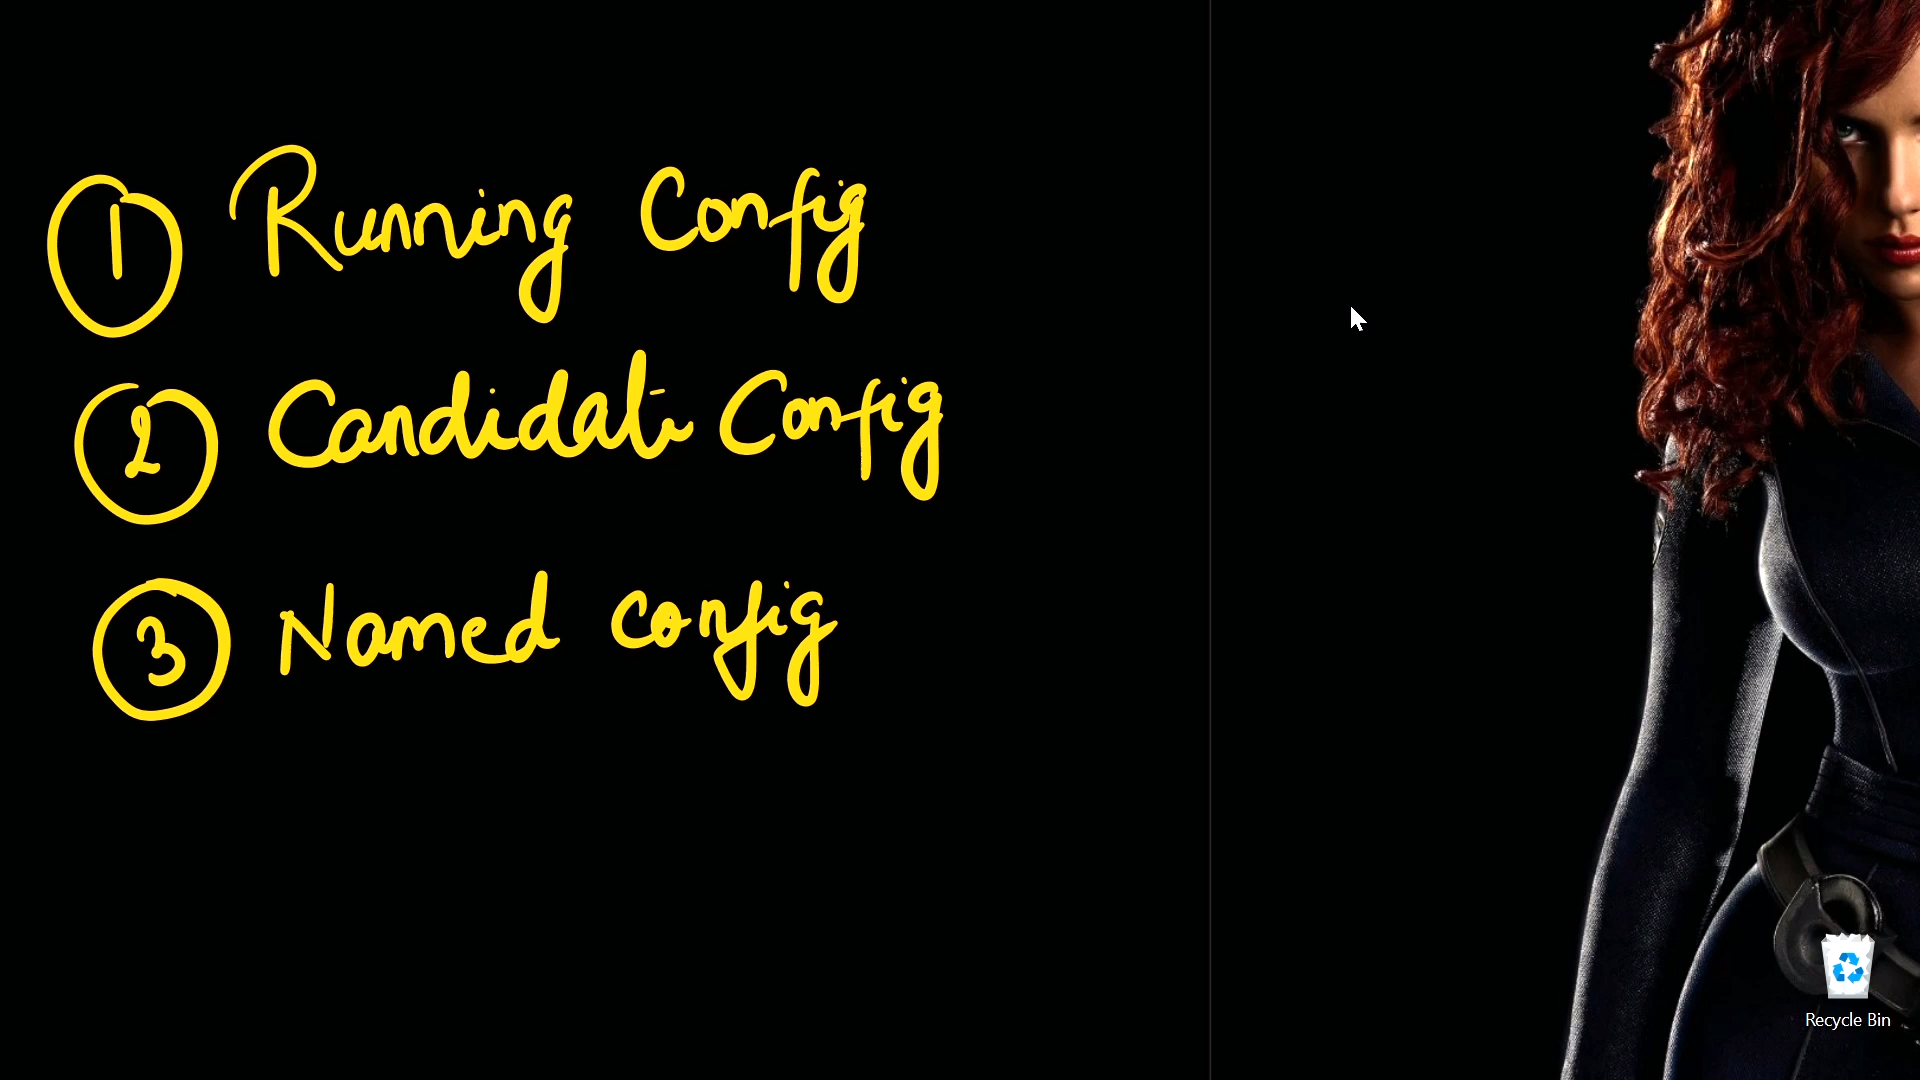 1 Running Config
2 Candidate Config
3 Named config
Recycle Bin